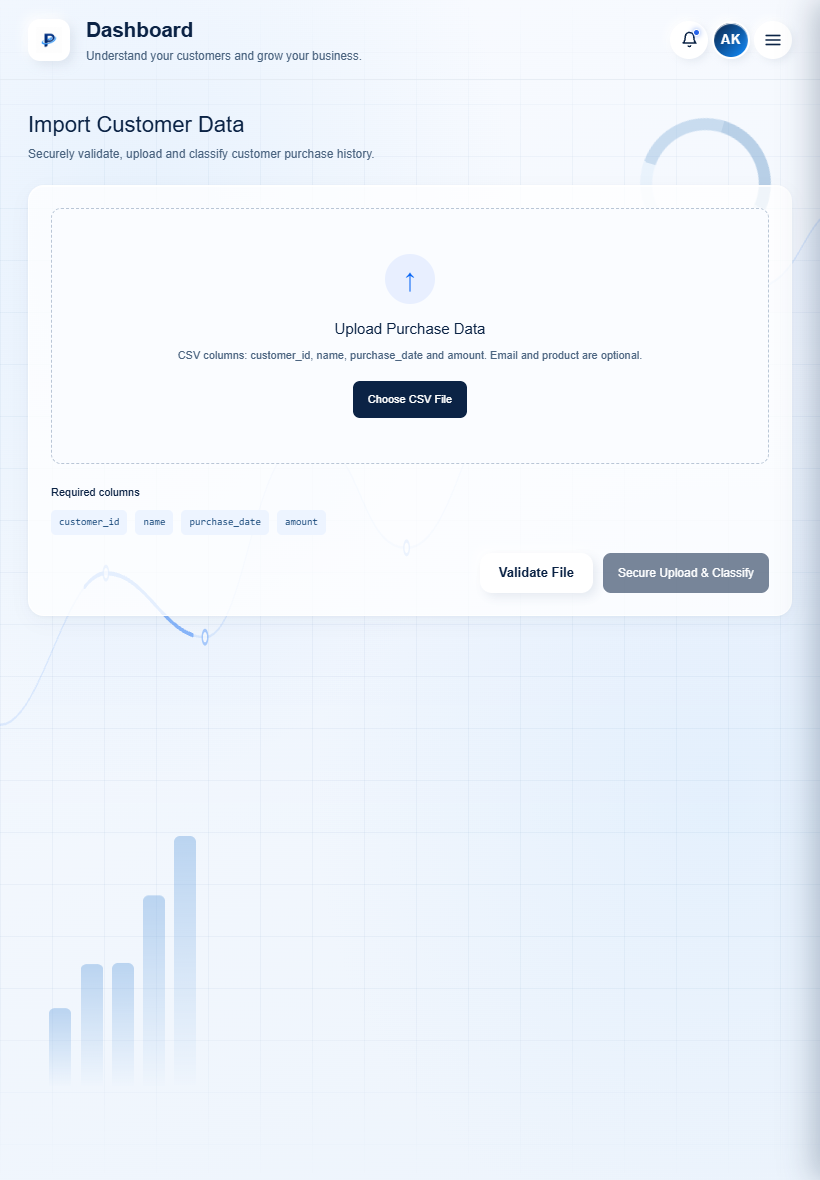 P
Dashboard
Understand your customers and grow your business.
AK
Import Customer Data
Securely validate, upload and classify customer purchase history.
↑
Upload Purchase Data
CSV columns: customer_id, name, purchase_date and amount. Email and product are optional.
Choose CSV File
Required columns
customer_id name purchase_date amount
Validate File Secure Upload & Classify